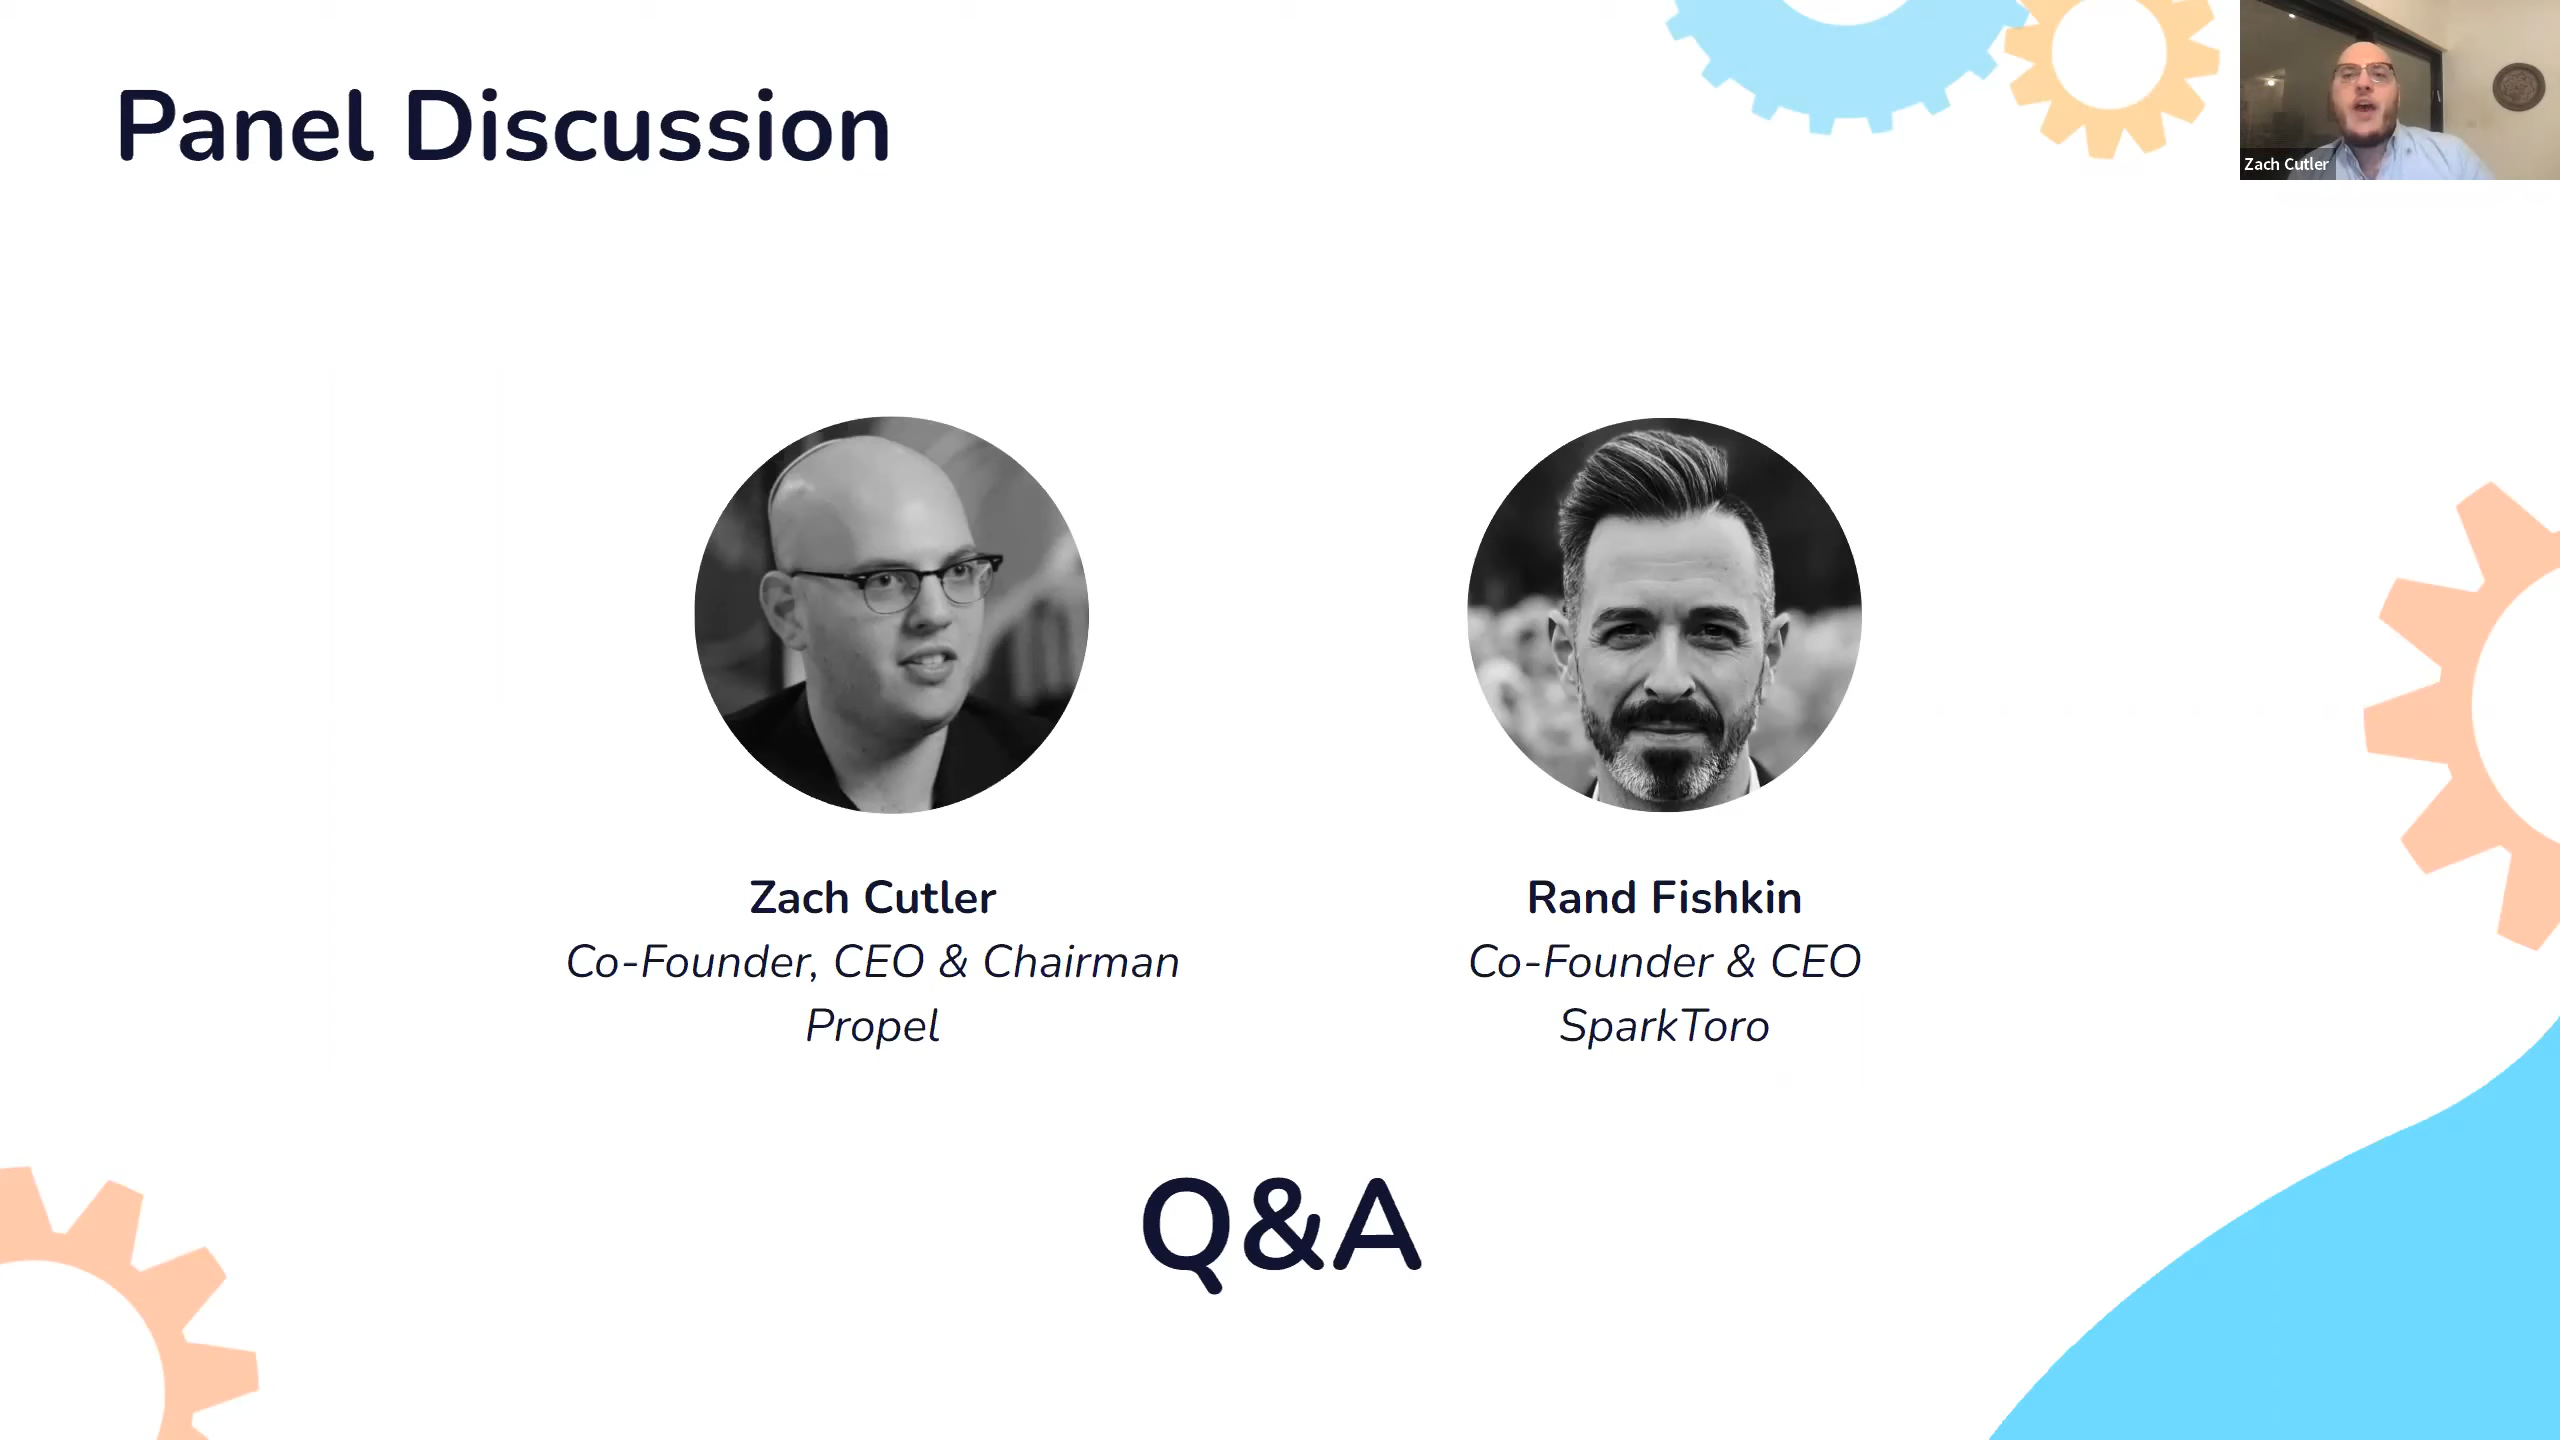 Panel Discussion
Zach Cutler
Zach Cutler
Co-Founder, CEO & Chairman
Propel
Rand Fishkin
Co-Founder & CEO
SparkToro
Q&A